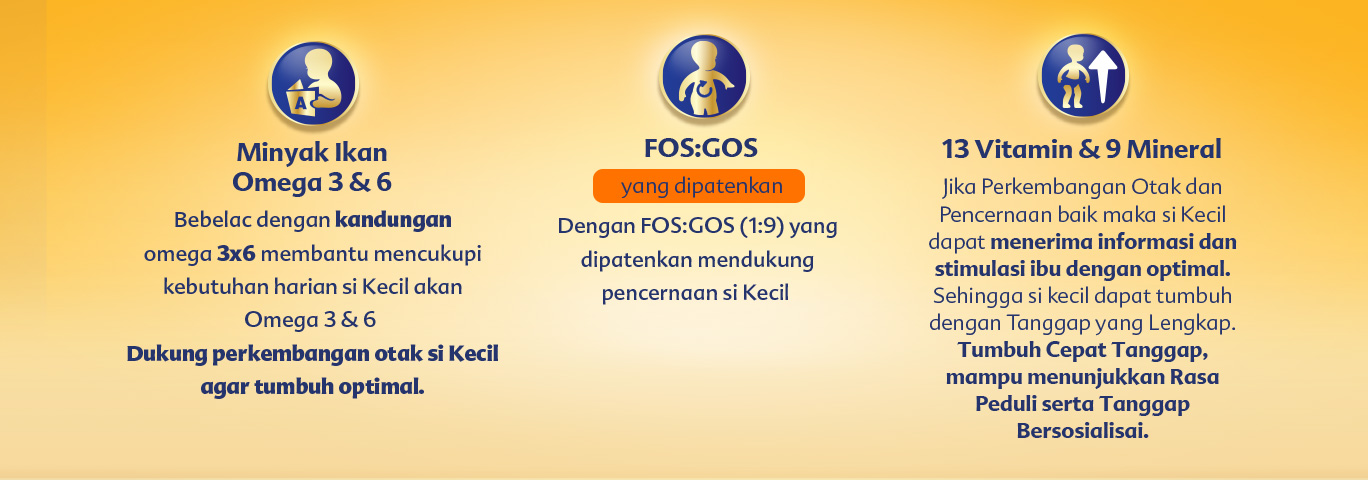 A
Minyak Ikan
Omega 3 & 6
Bebelac dengan kandungan
omega 3x6 membantu mencukupi
kebutuhan harian si Kecil akan
Omega 3 & 6
Dukung perkembangan otak si Kecil
agar tumbuh optimal.
FOS:GOS
yang dipatenkan
Dengan FOS:GOS (1:9) yang
dipatenkan mendukung
pencernaan si Kecil
13 Vitamin & 9 Mineral
Jika Perkembangan Otak dan
Pencernaan baik maka si Kecil
dapat menerima informasi dan
stimulasi ibu dengan optimal.
Sehingga si kecil dapat tumbuh
dengan Tanggap yang Lengkap.
Tumbuh Cepat Tanggap,
mampu menunjukkan Rasa
Peduli serta Tanggap
Bersosialisai.